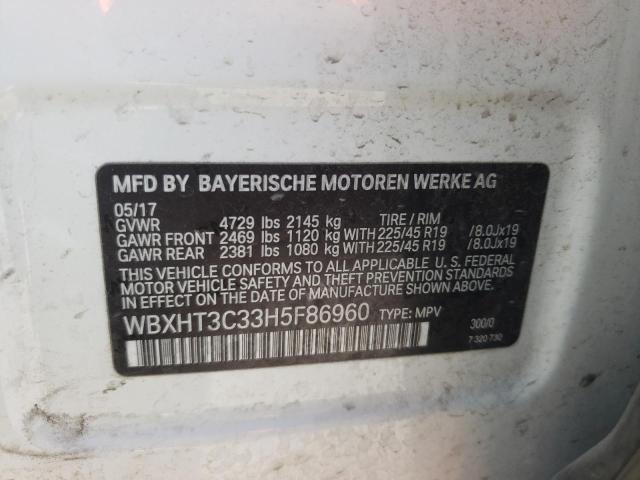 MFD BY BAYERISCHE MOTOREN WERKE AG
05/17
GVWR 4729 lbs 2145 kg TIRE / RIM
GAWR FRONT 2469 lbs 1120 kg WITH 225/45 R19 /8.0Jx19
GAWR REAR 2381 lbs 1080 kg WITH 225/45 R19 /8.0Jx19
THIS VEHICLE CONFORMS TO ALL APPLICABLE U. S. FEDERAL
MOTOR VEHICLE SAFETY AND THEFT PREVENTION STANDARDS
IN EFFECT ON THE DATE OF MANUFACTURE SHOWN ABOVE.
WBXHT3C33H5F86960 TYPE: MPV
300/0
7 320 730